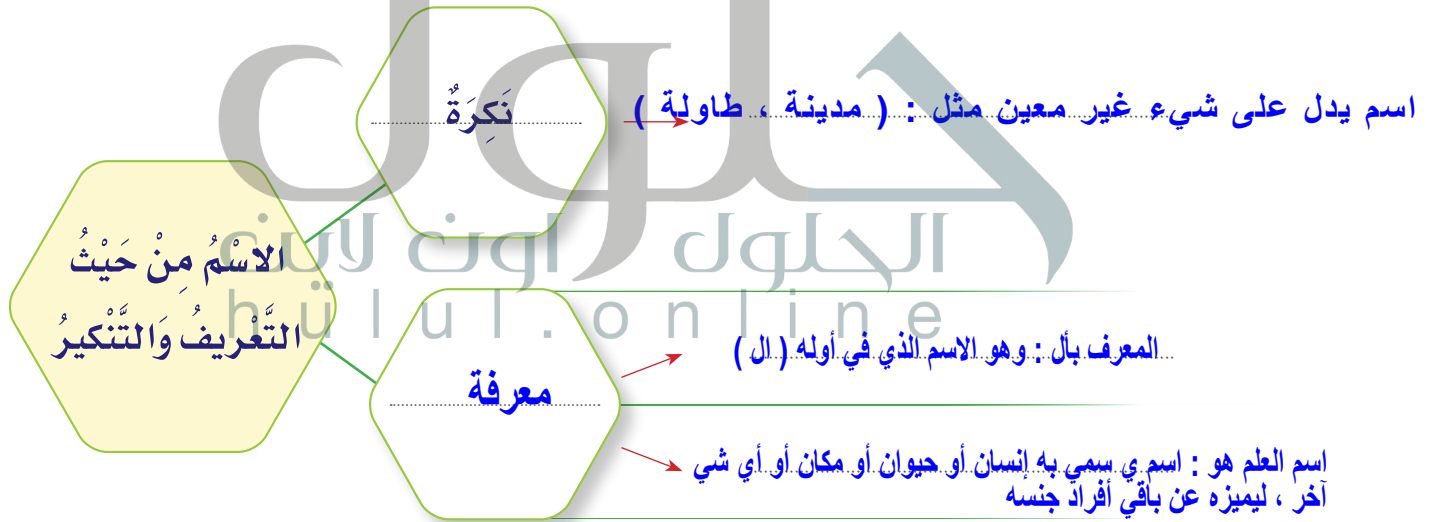 الاسْمُ مِنْ حَيْثُ
التَّعْرِيفُ وَالتَّنْكيرُ
نَكِرَةٌ
اسم يدل على شيء غير معين مثل : ( مدينة ، طاولة )
معرفة
المعرف بأل : وهو الاسم الذي في أوله ( ال )
اسم العلم هو : اسم ي سمي به إنسان أو حيوان أو مكان أو أي شي
آخر ، ليميزه عن باقي أفراد جنسه
حلول
الحلول اون لاين
hülul.online